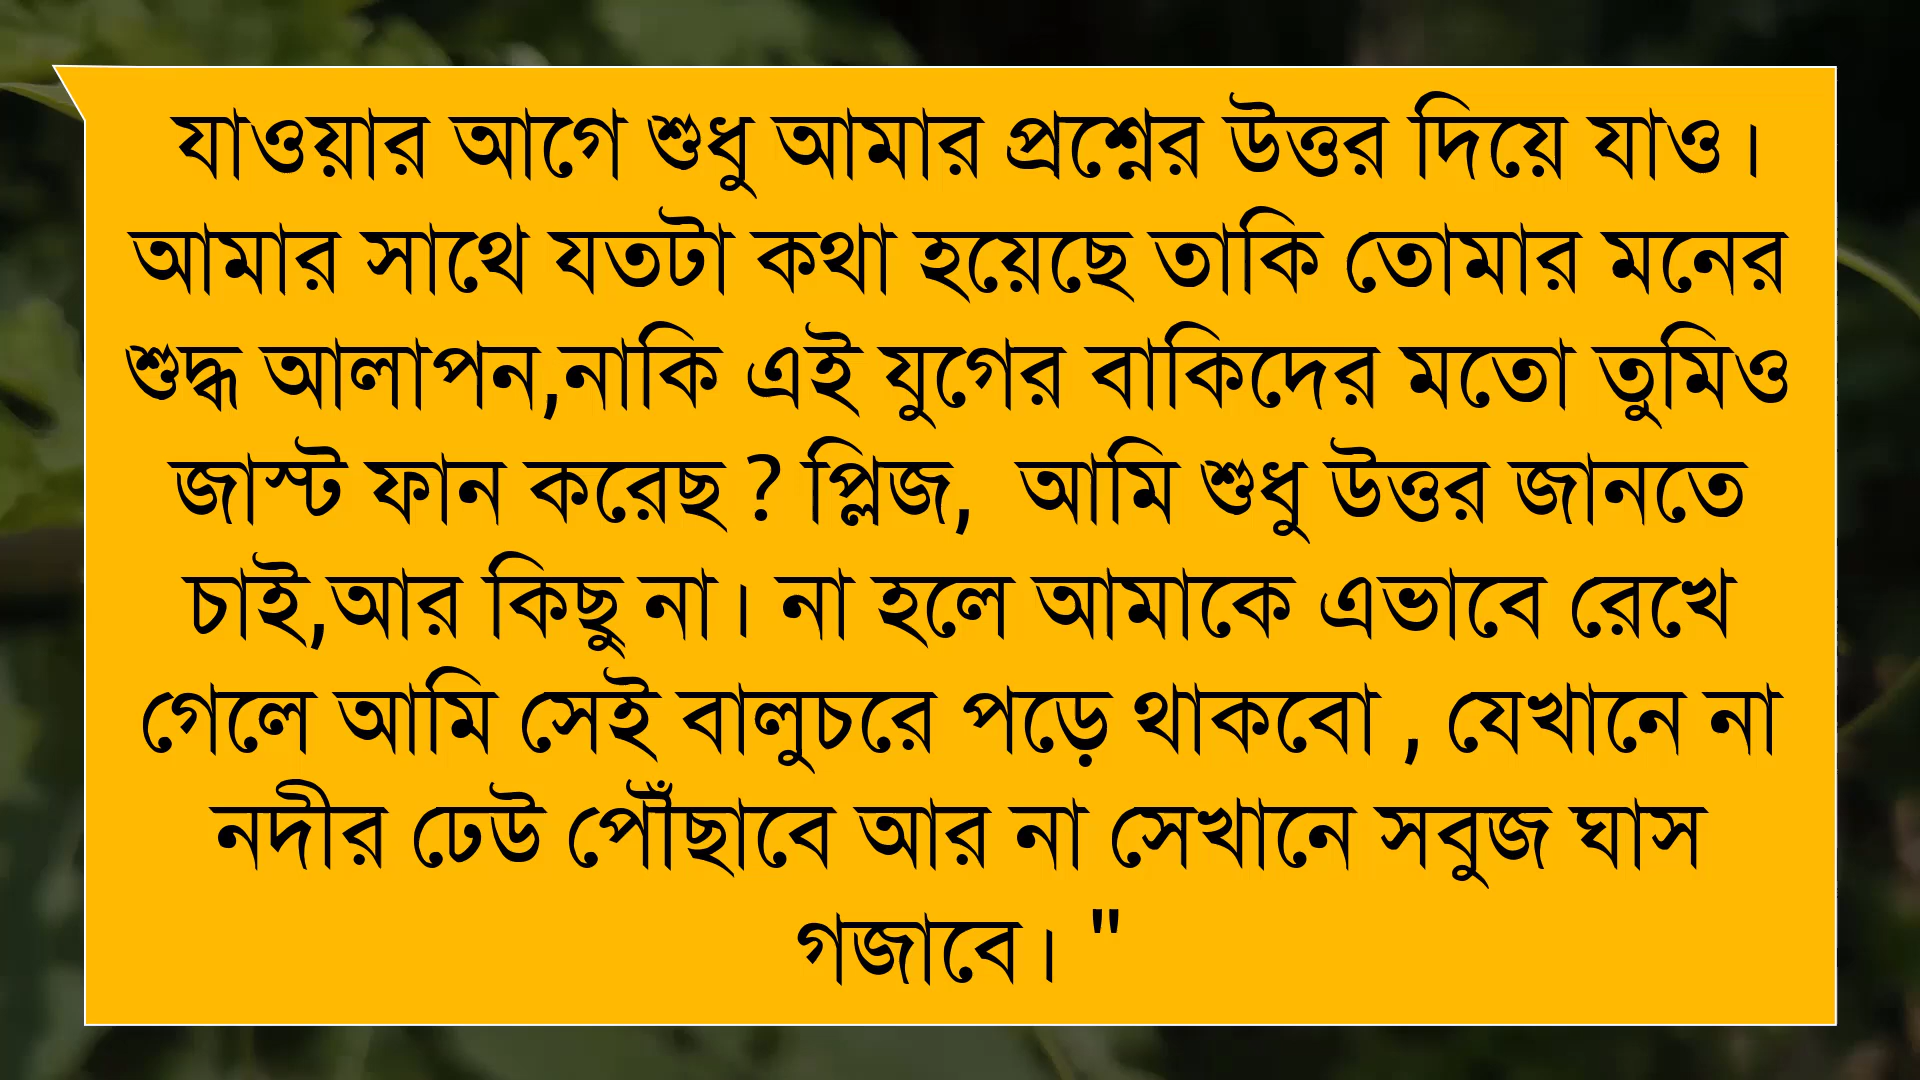 যাওয়ার আগে শুধু আমার প্রশ্নের উত্তর দিয়ে যাও।
আমার সাথে যতটা কথা হয়েছে তাকি তোমার মনের
শুদ্ধ আলাপন,নাকি এই যুগের বাকিদের মতো তুমিও
জাস্ট ফান করেছ ? প্লিজ, আমি শুধু উত্তর জানতে
চাই,আর কিছু না। না হলে আমাকে এভাবে রেখে
গেলে আমি সেই বালুচরে পড়ে থাকবো , যেখানে না
নদীর ঢেউ পৌঁছাবে আর না সেখানে সবুজ ঘাস
গজাবে। "